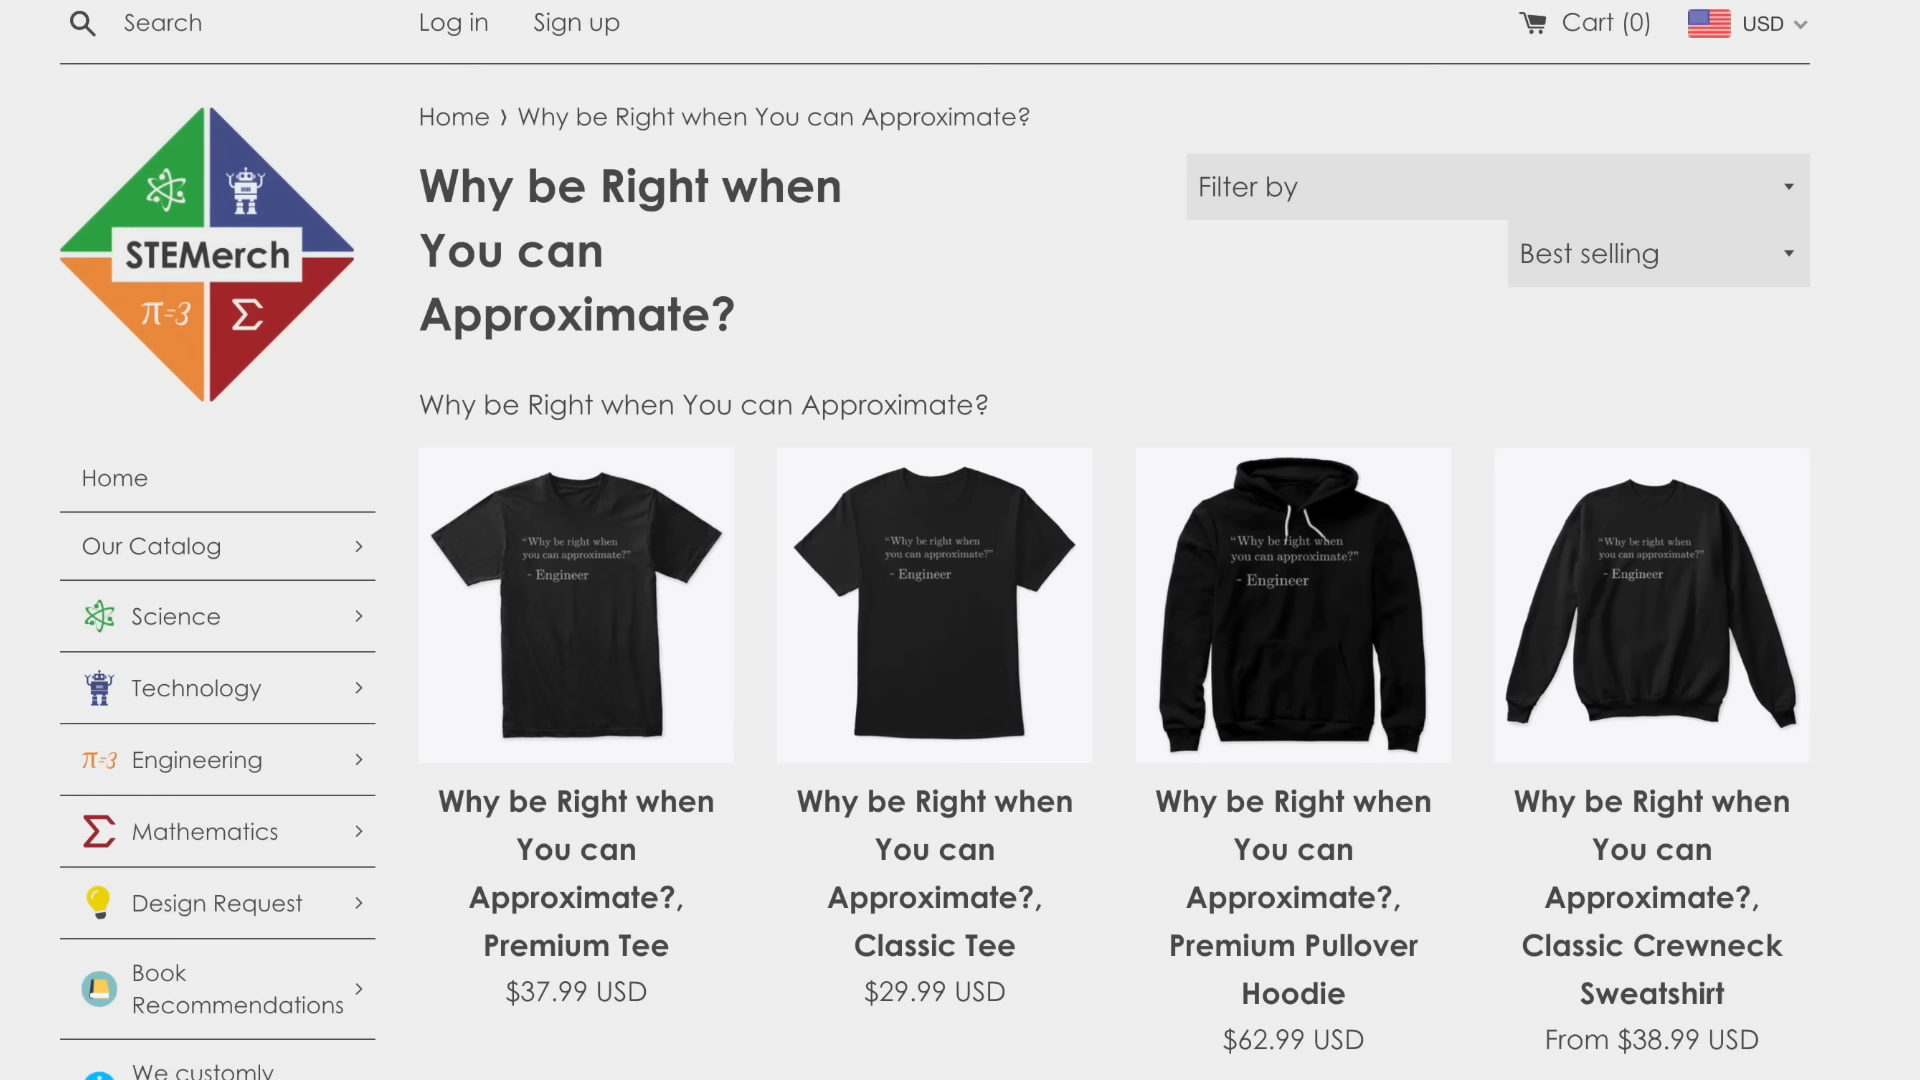 Search
Log in
Sign up
Cart (0)
USD
Home › Why be Right when You can Approximate?
Why be Right when
You can
Approximate?
Filter by
Best selling
STEMerch
π=3
Σ
Why be Right when You can Approximate?
Home
Our Catalog
Science
Technology
π=3 Engineering
Σ Mathematics
Design Request
Book
Recommendations
We customly
“Why be right when
you can approximate?”
- Engineer
Why be Right when
You can
Approximate?,
Premium Tee
$37.99 USD
“Why be right when
you can approximate?”
- Engineer
Why be Right when
You can
Approximate?,
Classic Tee
$29.99 USD
“Why be right when
you can approximate?”
- Engineer
Why be Right when
You can
Approximate?,
Premium Pullover
Hoodie
$62.99 USD
“Why be right when
you can approximate?”
- Engineer
Why be Right when
You can
Approximate?,
Classic Crewneck
Sweatshirt
From $38.99 USD